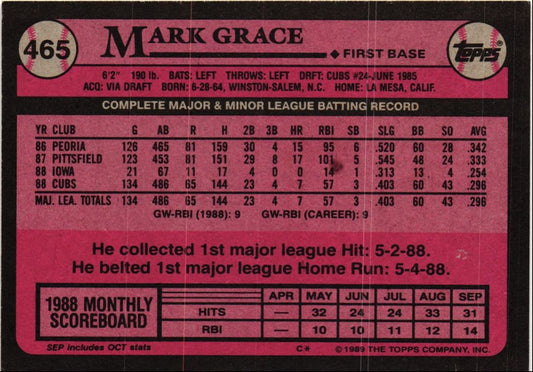 465 MARK GRACE FIRST BASE topps
6'2" 190 lb. BATS: LEFT THROWS: LEFT DRFT: CUBS #24-JUNE 1985
ACQ: VIA DRAFT BORN: 6-28-64, WINSTON-SALEM, N.C. HOME: LA MESA, CALIF.
COMPLETE MAJOR & MINOR LEAGUE BATTING RECORD
YR CLUB G AB R H 2B 3B HR RBI SB SLG BB SO AVG
86 PEORIA 126 465 81 159 30 4 15 95 6 .520 60 28 .342
87 PITTSFIELD 123 453 81 151 29 8 17 101 5 .545 48 24 .333
88 IOWA 21 67 11 17 4 0 0 14 1 .313 13 4 .254
88 CUBS 134 486 65 144 23 4 7 57 3 .403 60 43 .296
MAJ. LEA. TOTALS 134 486 65 144 23 4 7 57 3 .403 60 43 .296
GW-RBI (1988): 9 GW-RBI (CAREER): 9
He collected 1st major league Hit: 5-2-88.
He belted 1st major league Home Run: 5-4-88.
1988 MONTHLY SCOREBOARD
APR MAY JUN JUL AUG SEP
HITS — 32 24 24 33 31
RBI — 10 10 11 12 14
SEP includes OCT stats C* © 1989 THE TOPPS COMPANY, INC.